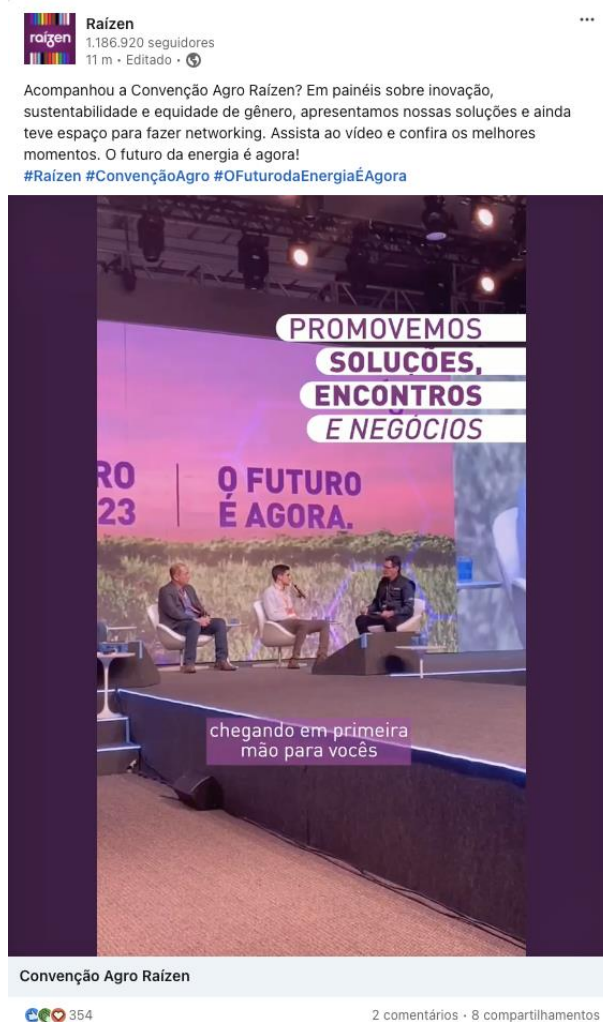 raízen
Raízen
1.186.920 seguidores
11 m • Editado •
Acompanhou a Convenção Agro Raízen? Em painéis sobre inovação,
sustentabilidade e equidade de gênero, apresentamos nossas soluções e ainda
teve espaço para fazer networking. Assista ao vídeo e confira os melhores
momentos. O futuro da energia é agora!
#Raízen #ConvençãoAgro #OFuturodaEnergiaÉAgora
PROMOVEMOS
SOLUÇÕES,
ENCONTROS
E NEGÓCIOS
RO
23
O FUTURO
É AGORA.
chegando em primeira
mão para vocês
Convenção Agro Raízen
354
2 comentários • 8 compartilhamentos